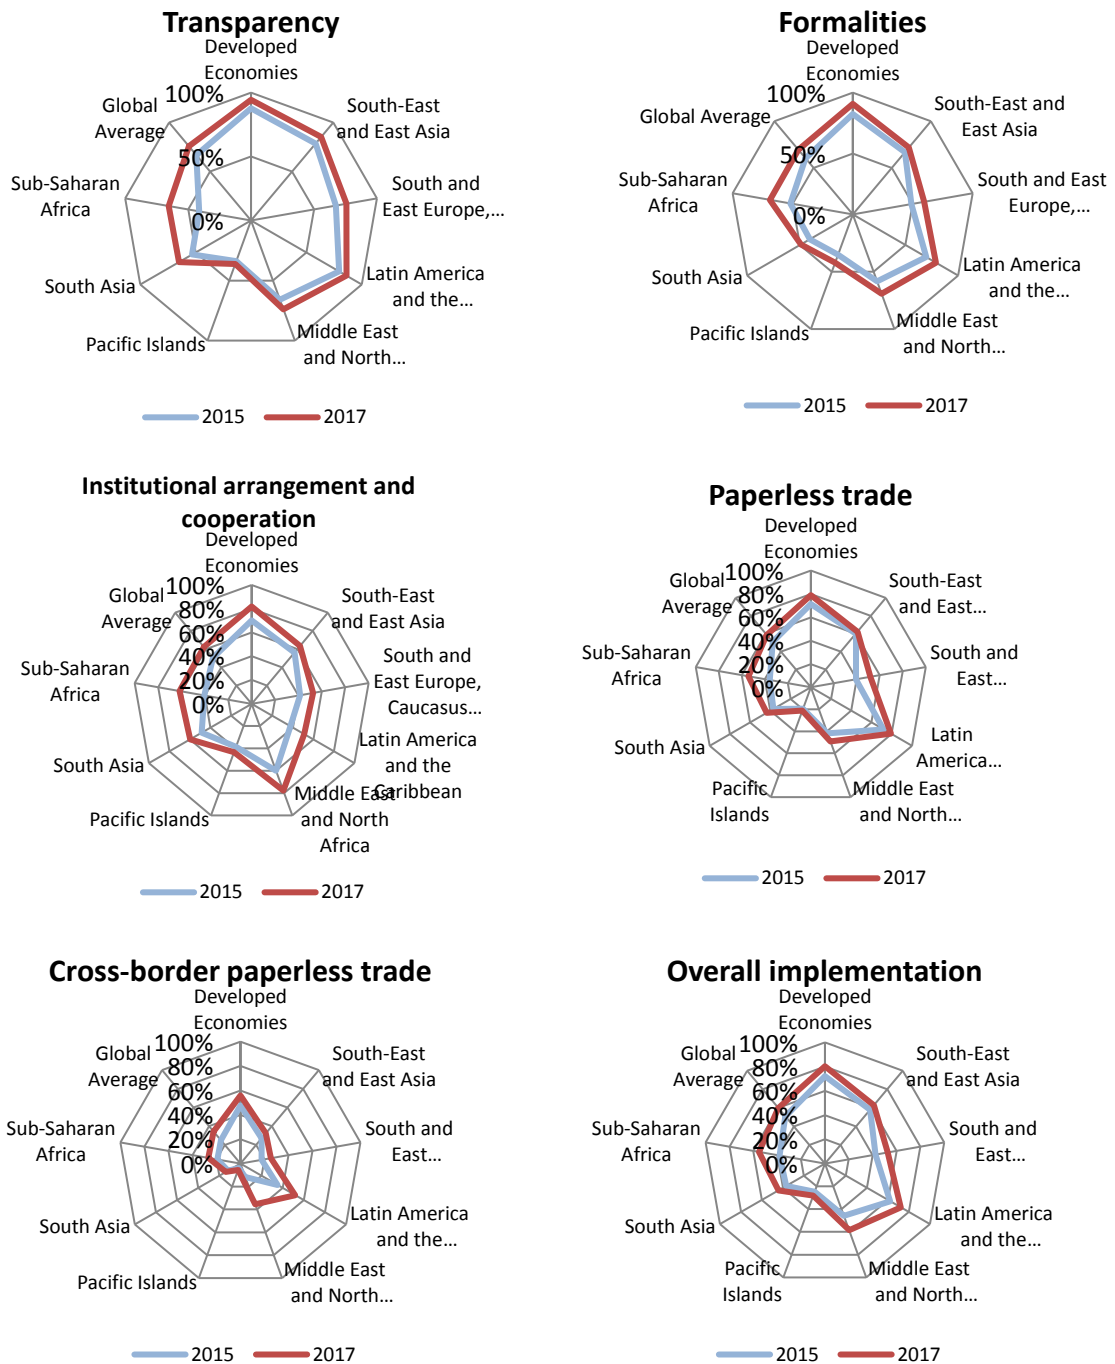 Transparency
Developed
Economies
100%
50%
0%
South-East
and East Asia
South and
East Europe,...
Latin America
and the...
Middle East
and North...
Pacific Islands
South Asia
Sub-Saharan
Africa
Global
Average
2015
2017
Formalities
Developed
Economies
100%
50%
0%
South-East and
East Asia
South and East
Europe,...
Latin America
and the...
Middle East
and North...
Pacific Islands
South Asia
Sub-Saharan
Africa
Global Average
2015
2017
Institutional arrangement and
cooperation
Developed
Economies
100%
80%
60%
40%
20%
0%
South-East
and East Asia
South and
East Europe,
Caucasus...
Latin America
and the
Caribbean
Middle East
and North
Africa
Pacific Islands
South Asia
Sub-Saharan
Africa
Global
Average
2015
2017
Paperless trade
Developed
Economies
100%
80%
60%
40%
20%
0%
South-East
and East...
South and
East...
Latin
America...
Middle East
and North...
Pacific
Islands
South Asia
Sub-Saharan
Africa
Global
Average
2015
2017
Cross-border paperless trade
Developed
Economies
100%
80%
60%
40%
20%
0%
South-East
and East Asia
South and
East...
Latin America
and the...
Middle East
and North...
Pacific Islands
South Asia
Sub-Saharan
Africa
Global
Average
2015
2017
Overall implementation
Developed
Economies
100%
80%
60%
40%
20%
0%
South-East
and East Asia
South and
East...
Latin America
and the...
Middle East
and North...
Pacific
Islands
South Asia
Sub-Saharan
Africa
Global
Average
2015
2017